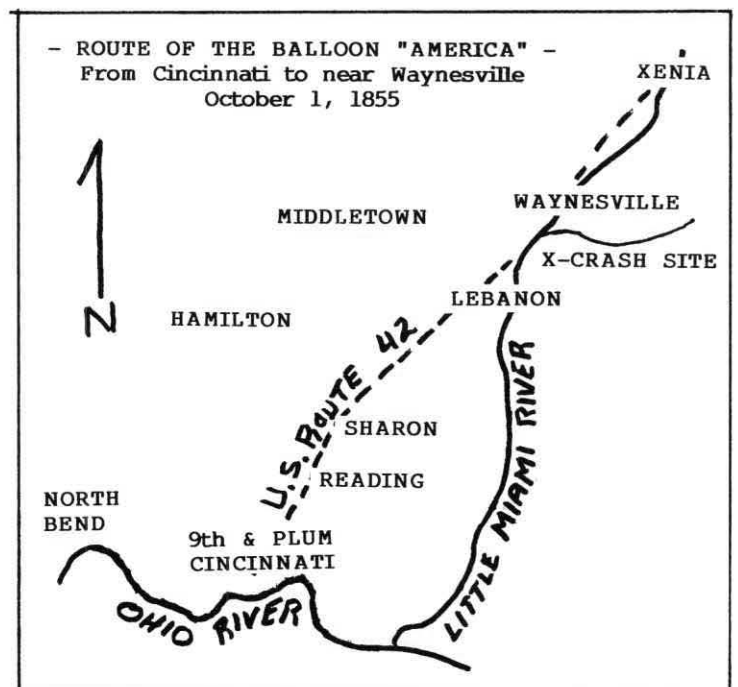 - ROUTE OF THE BALLOON "AMERICA" -
From Cincinnati to near Waynesville
October 1, 1855
XENIA
WAYNESVILLE
MIDDLETOWN
X-CRASH SITE
LEBANON
N
HAMILTON
U.S. ROUTE 42
SHARON
READING
LITTLE MIAMI RIVER
NORTH
BEND
9th & PLUM
CINCINNATI
OHIO RIVER